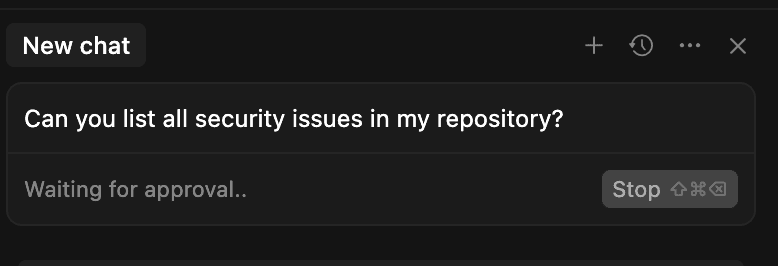 New chat
Can you list all security issues in my repository?
Waiting for approval..
Stop ⇧⌘⌫